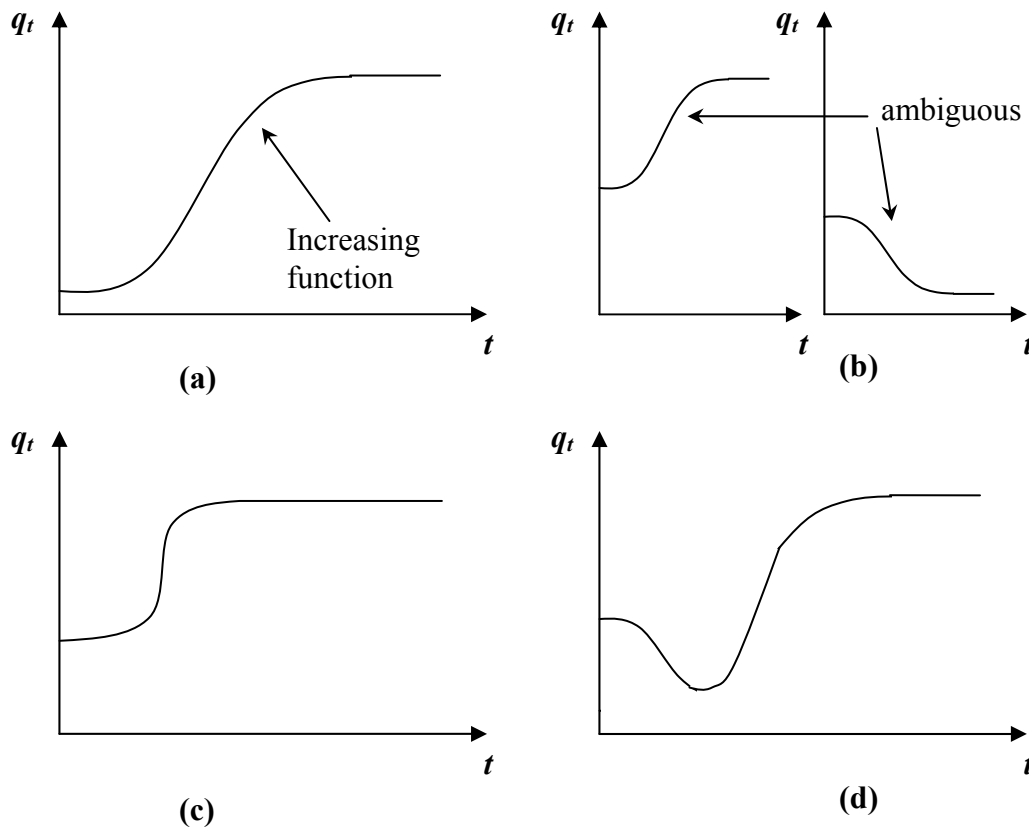 qt
qt
qt
ambiguous
Increasing
function
t
t
t
(a)
(b)
qt
qt
t
t
(c)
(d)